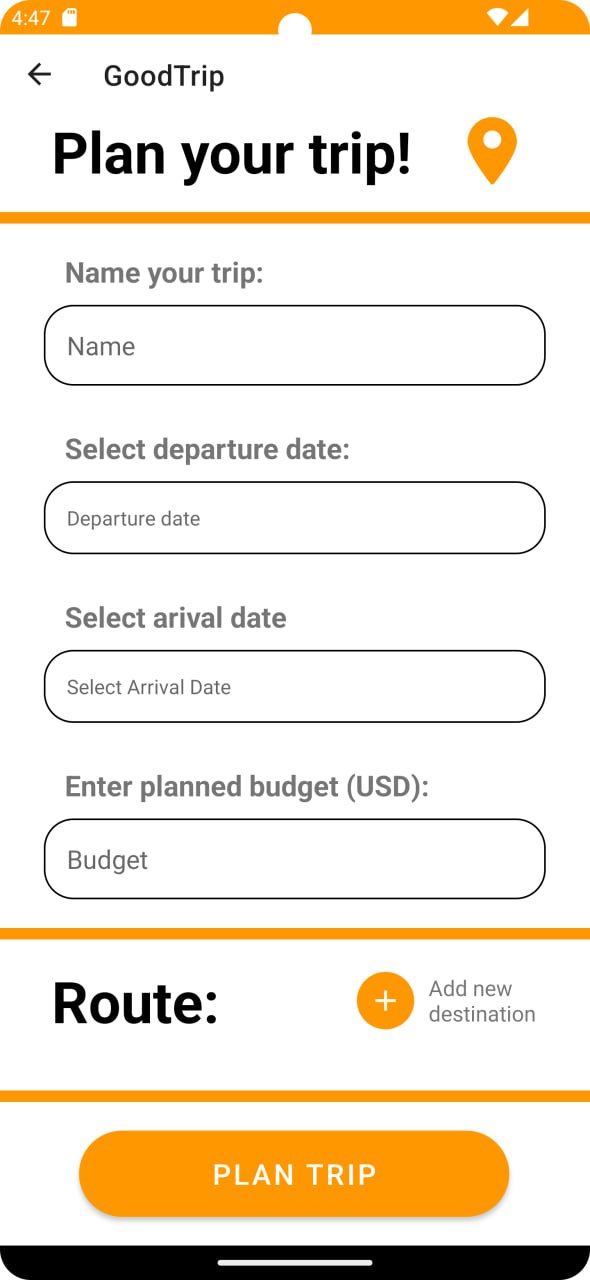 4:47
GoodTrip
Plan your trip!
Name your trip:
Name
Select departure date:
Departure date
Select arival date
Select Arrival Date
Enter planned budget (USD):
Budget
Route:
Add new
destination
PLAN TRIP